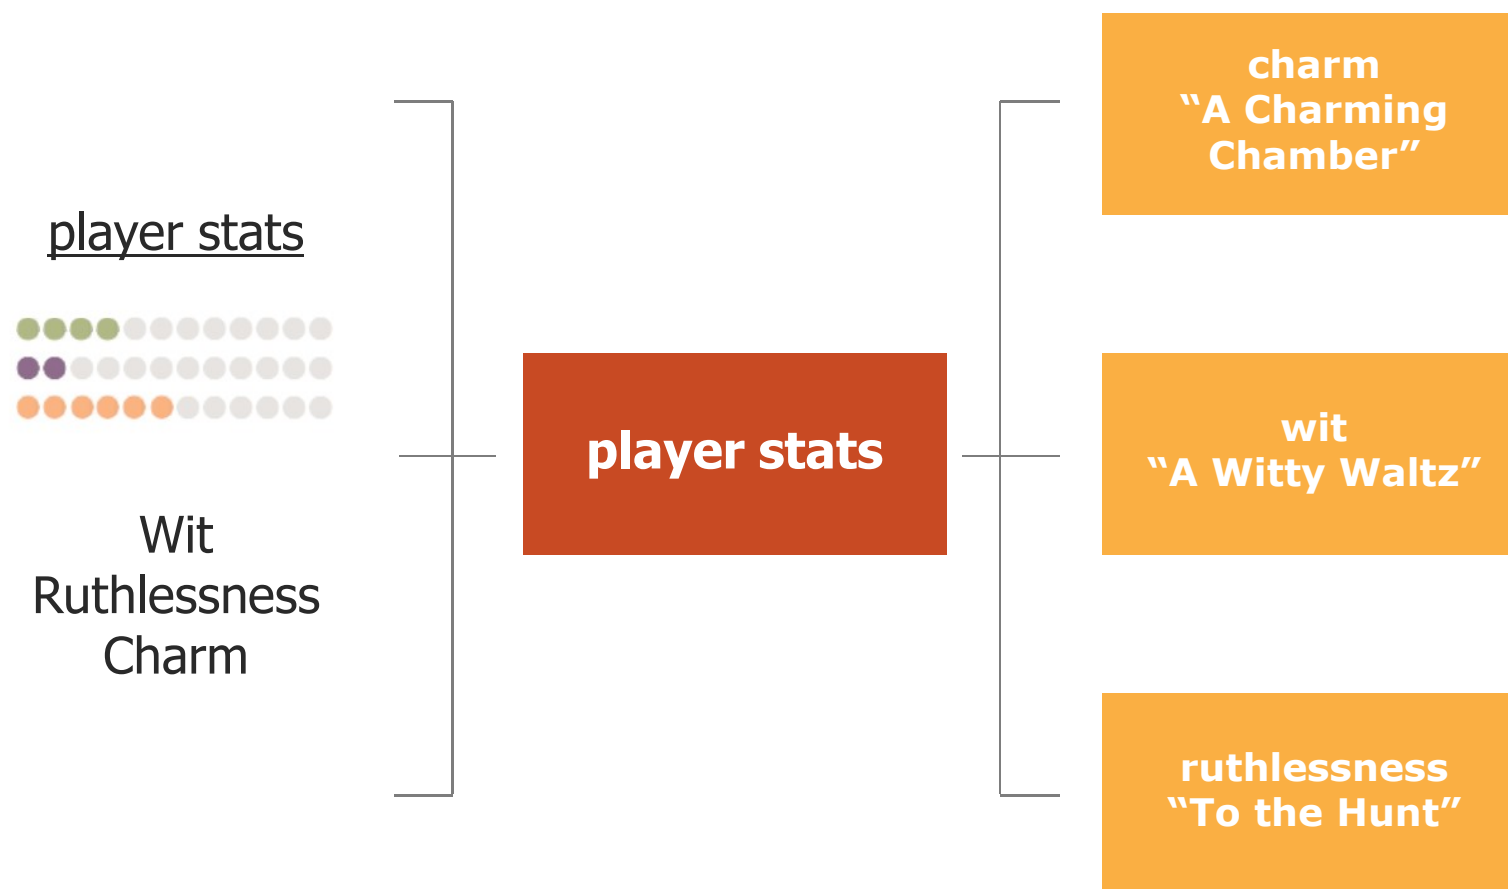 player stats
Wit
Ruthlessness
Charm
player stats
charm
“A Charming
Chamber”
wit
“A Witty Waltz”
ruthlessness
“To the Hunt”